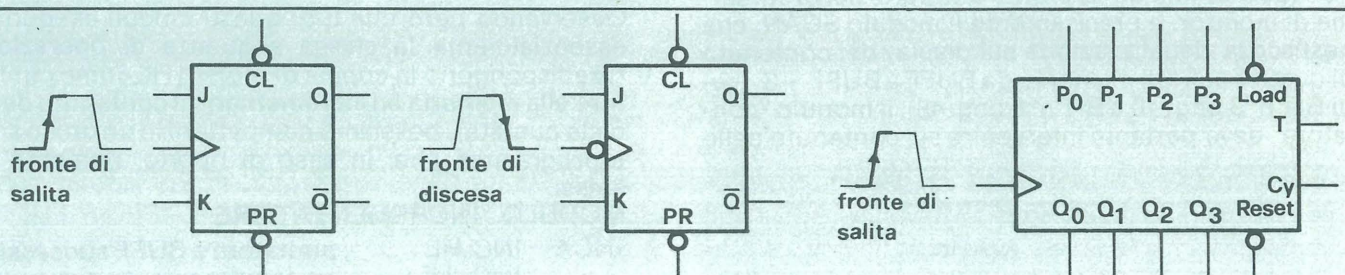 CL
J
Q
fronte di
salita
K
Q̅
PR
CL
J
Q
fronte di
discesa
K
Q̅
PR
P0 P1 P2 P3 Load
T
fronte di
salita
Cy
Q0 Q1 Q2 Q3 Reset